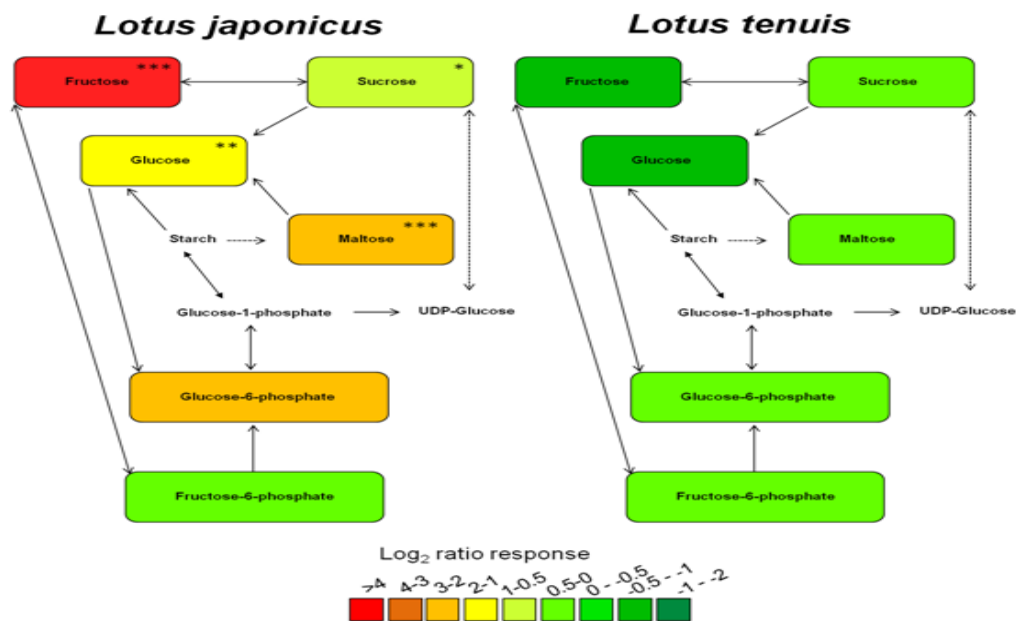 Lotus japonicus
Fructose ***
Sucrose *
Glucose **
Starch
Maltose ***
Glucose-1-phosphate
UDP-Glucose
Glucose-6-phosphate
Fructose-6-phosphate
Lotus tenuis
Fructose
Sucrose
Glucose
Starch
Maltose
Glucose-1-phosphate
UDP-Glucose
Glucose-6-phosphate
Fructose-6-phosphate
Log₂ ratio response
>4
4-3
3-2
2-1
1-0.5
0.5-0
0 - -0.5
-0.5 - -1
-1 - -2